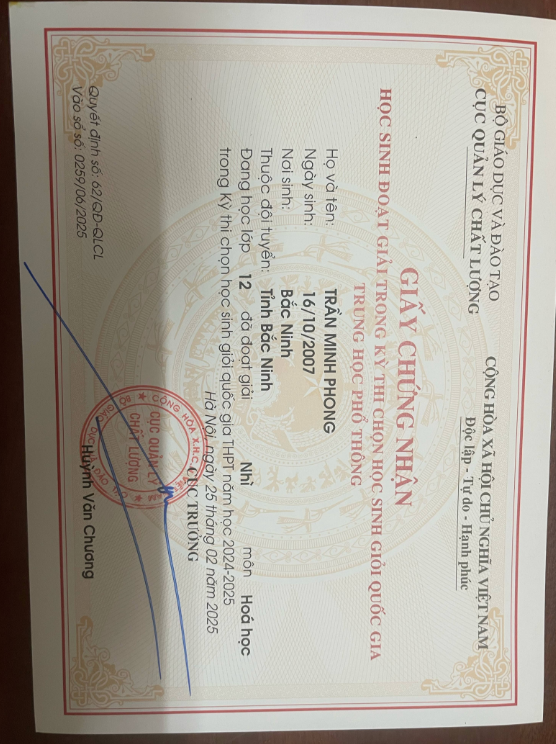 BỘ GIÁO DỤC VÀ ĐÀO TẠO
CỤC QUẢN LÝ CHẤT LƯỢNG
CỘNG HÒA XÃ HỘI CHỦ NGHĨA VIỆT NAM
Độc lập - Tự do - Hạnh phúc
GIẤY CHỨNG NHẬN
HỌC SINH ĐOẠT GIẢI TRONG KỲ THI CHỌN HỌC SINH GIỎI QUỐC GIA
TRUNG HỌC PHỔ THÔNG
Họ và tên: TRẦN MINH PHONG
Ngày sinh: 16/10/2007
Nơi sinh: Bắc Ninh
Thuộc đội tuyển: Tỉnh Bắc Ninh
Đang học lớp 12 đã đoạt giải Nhì môn Hoá học
trong Kỳ thi chọn học sinh giỏi quốc gia THPT năm học 2024-2025
Hà Nội, ngày 25 tháng 02 năm 2025
CỤC TRƯỞNG
CỤC QUẢN LÝ
CHẤT LƯỢNG
Huỳnh Văn Chương
Quyết định số: 62/QĐ-QLCL
Vào sổ số: 0259/06/2025